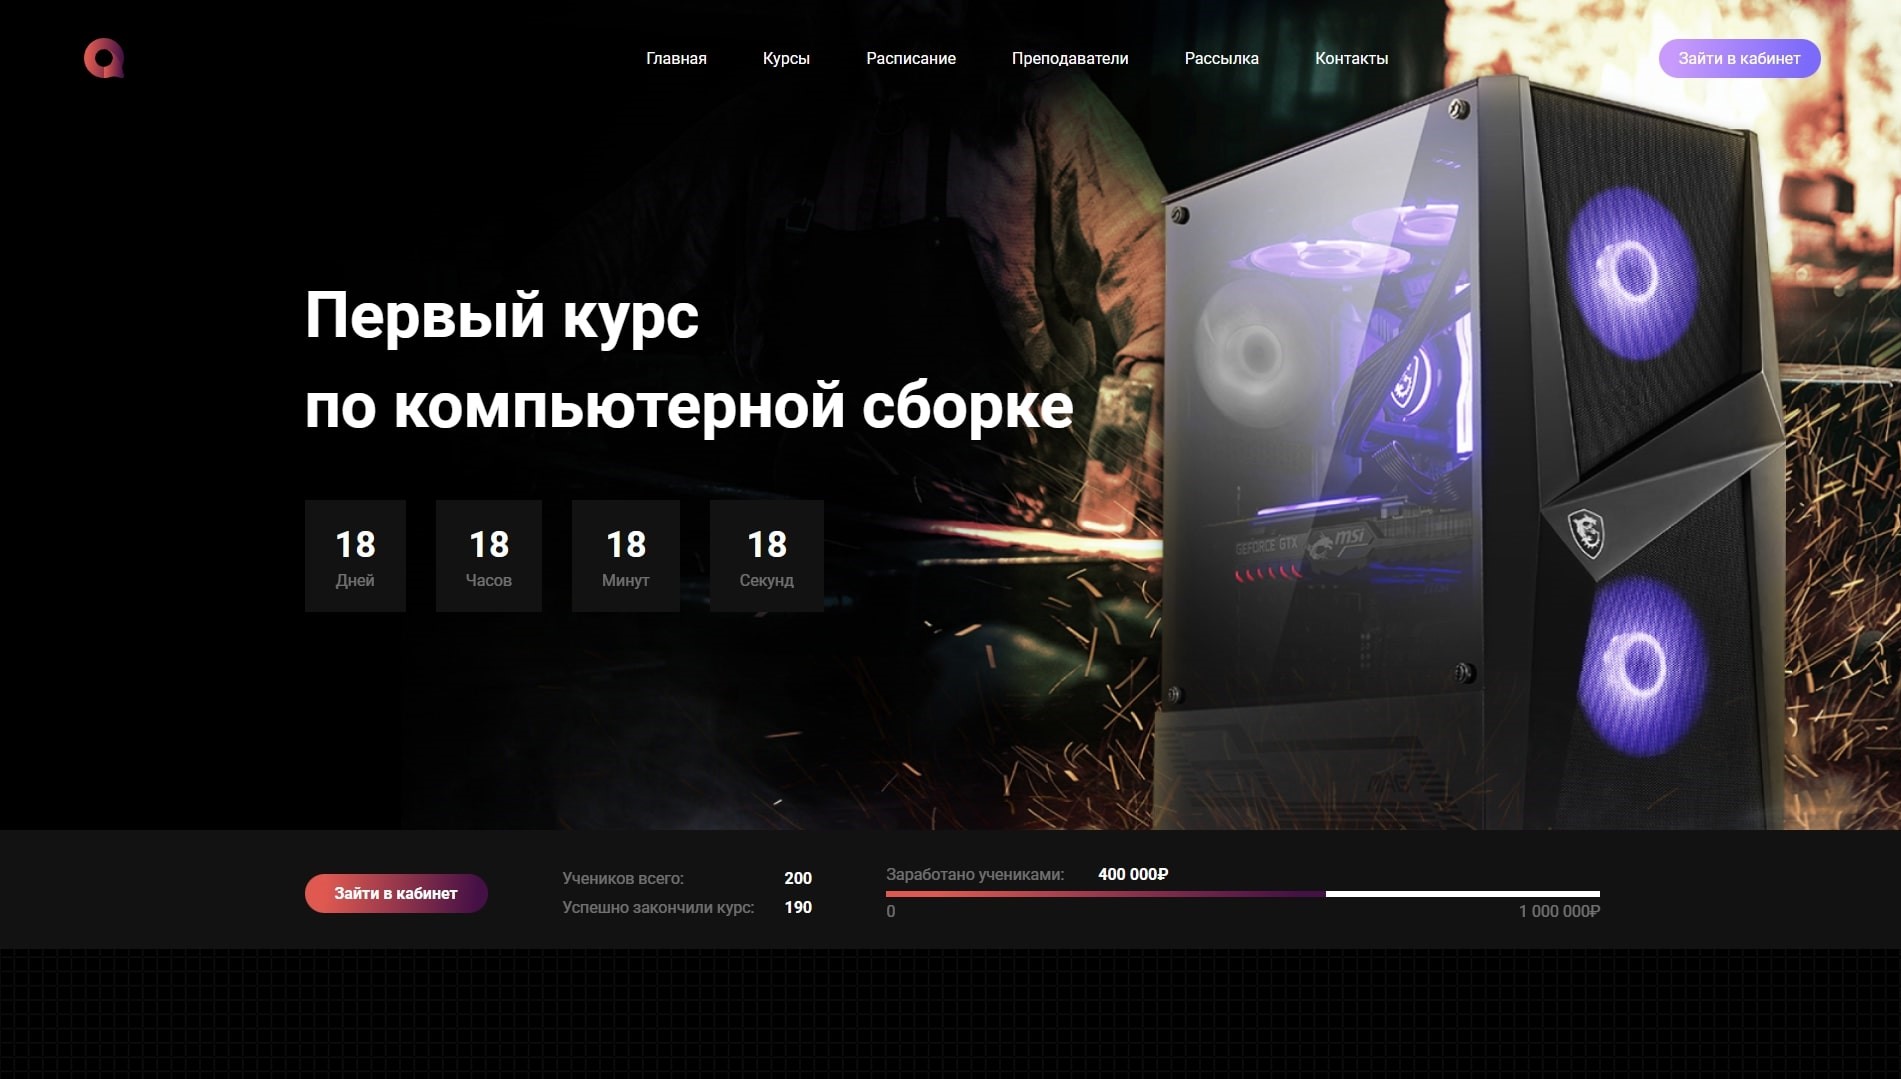 Главная Курсы Расписание Преподаватели Рассылка Контакты Зайти в кабинет
Первый курс
по компьютерной сборке
18 18 18 18
Дней Часов Минут Секунд
GEFORCE GTX msi
Зайти в кабинет
Учеников всего: 200
Успешно закончили курс: 190
Заработано учениками: 400 000₽
0 1 000 000₽